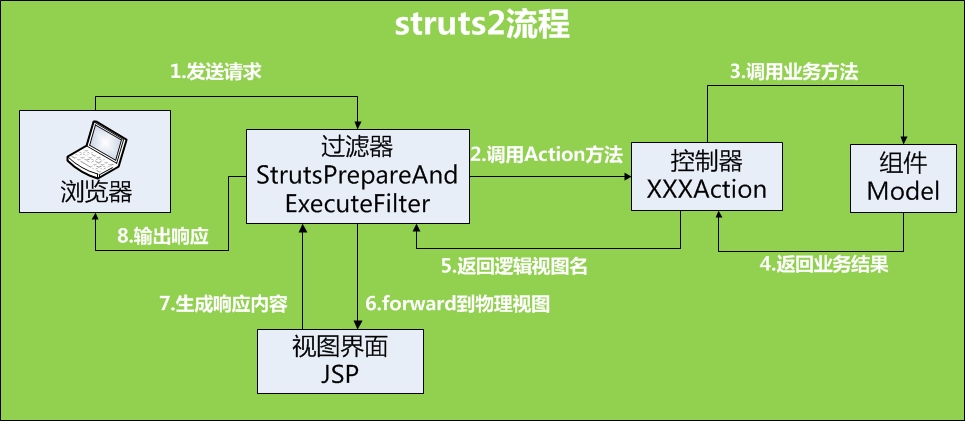 struts2流程
1.发送请求
3.调用业务方法
浏览器
过滤器
StrutsPrepareAnd
ExecuteFilter
2.调用Action方法
控制器
XXXAction
组件
Model
8.输出响应
5.返回逻辑视图名
4.返回业务结果
7.生成响应内容
6.forward到物理视图
视图界面
JSP